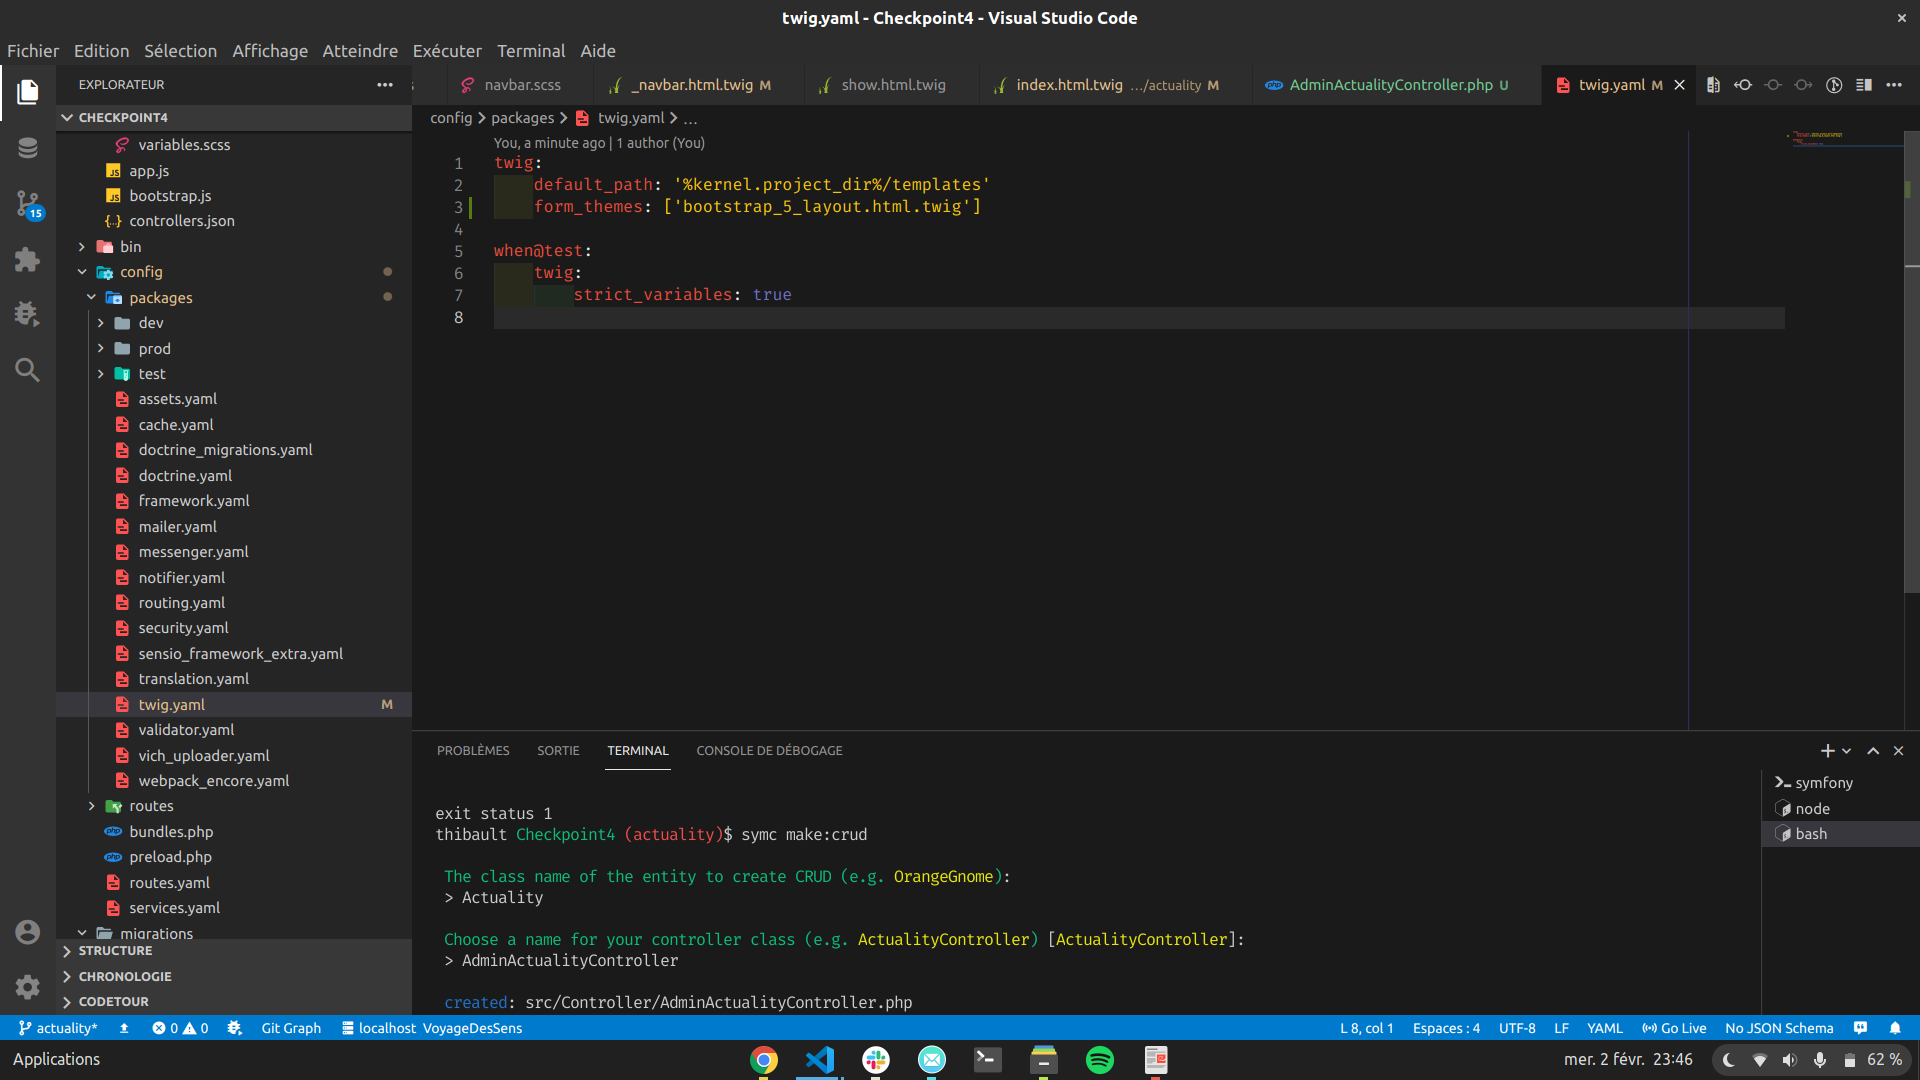 twig.yaml - Checkpoint4 - Visual Studio Code
Fichier Edition Sélection Affichage Atteindre Exécuter Terminal Aide
EXPLORATEUR
navbar.scss
_navbar.html.twig M
show.html.twig
index.html.twig …/actuality M
AdminActualityController.php U
twig.yaml M
CHECKPOINT4
config > packages > twig.yaml > …
variables.scss
app.js
bootstrap.js
controllers.json
bin
config
packages
dev
prod
test
assets.yaml
cache.yaml
doctrine_migrations.yaml
doctrine.yaml
framework.yaml
mailer.yaml
messenger.yaml
notifier.yaml
routing.yaml
security.yaml
sensio_framework_extra.yaml
translation.yaml
twig.yaml M
validator.yaml
vich_uploader.yaml
webpack_encore.yaml
routes
bundles.php
preload.php
routes.yaml
services.yaml
migrations
STRUCTURE
CHRONOLOGIE
CODETOUR
15
You, a minute ago | 1 author (You)
1 twig:
2 default_path: '%kernel.project_dir%/templates'
3 form_themes: ['bootstrap_5_layout.html.twig']
4
5 when@test:
6 twig:
7 strict_variables: true
8
PROBLÈMES SORTIE TERMINAL CONSOLE DE DÉBOGAGE
exit status 1
thibault Checkpoint4 (actuality)$ symc make:crud
The class name of the entity to create CRUD (e.g. OrangeGnome):
> Actuality
Choose a name for your controller class (e.g. ActualityController) [ActualityController]:
> AdminActualityController
created: src/Controller/AdminActualityController.php
symfony
node
bash
actuality* 0 0 Git Graph localhost VoyageDesSens
L 8, col 1 Espaces : 4 UTF-8 LF YAML Go Live No JSON Schema
Applications
mer. 2 févr. 23:46
62 %